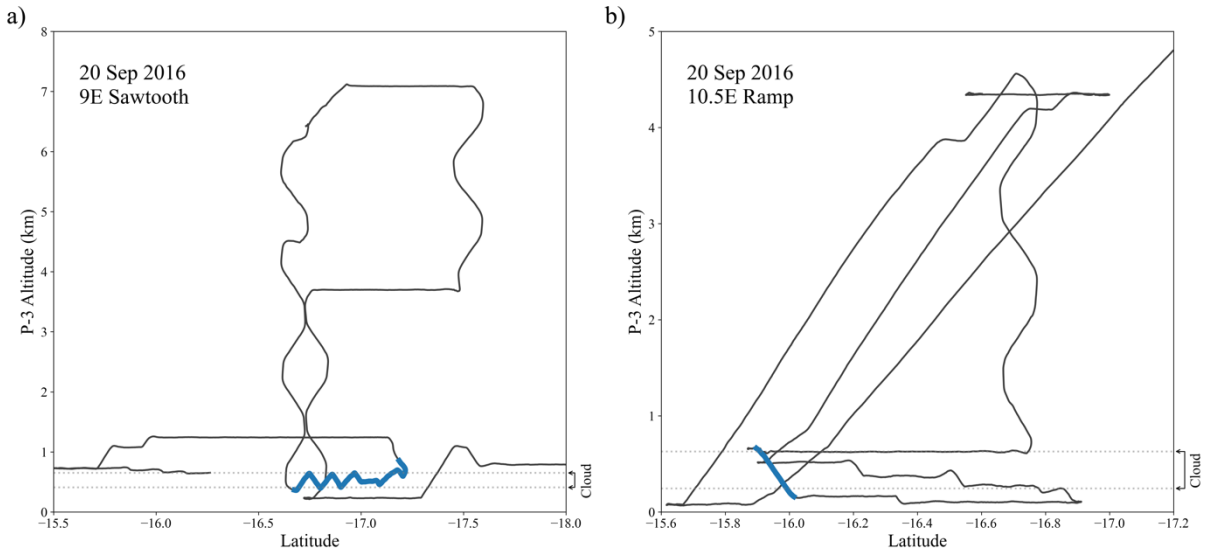 a)
20 Sep 2016
9E Sawtooth
P-3 Altitude (km)
8
7
6
5
4
3
2
1
0
−15.5 −16.0 −16.5 −17.0 −17.5 −18.0
Latitude
Cloud
b)
20 Sep 2016
10.5E Ramp
P-3 Altitude (km)
5
4
3
2
1
0
−15.6 −15.8 −16.0 −16.2 −16.4 −16.6 −16.8 −17.0 −17.2
Latitude
Cloud